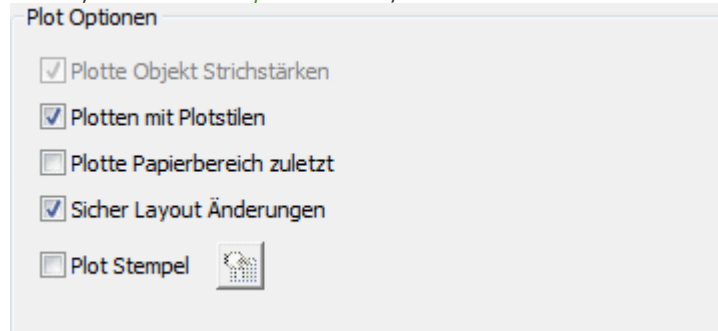 Plot Optionen
Plotte Objekt Strichstärken
Plotten mit Plotstilen
Plotte Papierbereich zuletzt
Sicher Layout Änderungen
Plot Stempel